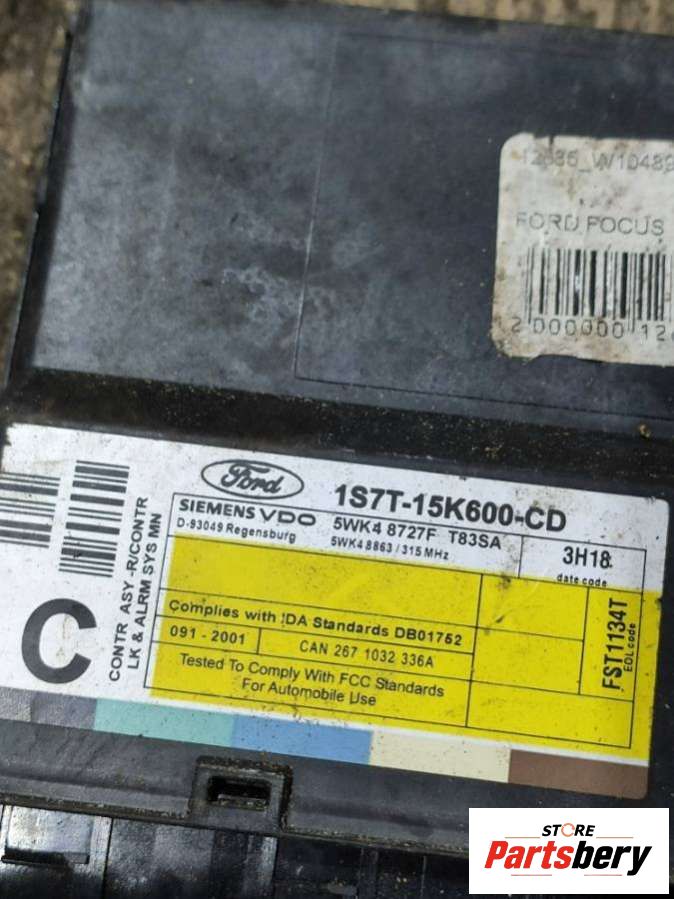 FORD FOCUS
Ford
1S7T-15K600-CD
SIEMENS VDO
5WK4 8727F T83SA
D-93049 Regensburg
5WK4 8863 / 315 MHz
3H18
date code
CONTR ASY -R/CONTR
LK & ALRM SYS MN
C
Complies with IDA Standards DB01752
091 - 2001
CAN 267 1032 336A
Tested To Comply With FCC Standards
For Automobile Use
FST1134T
EOL code
STORE
Partsbery